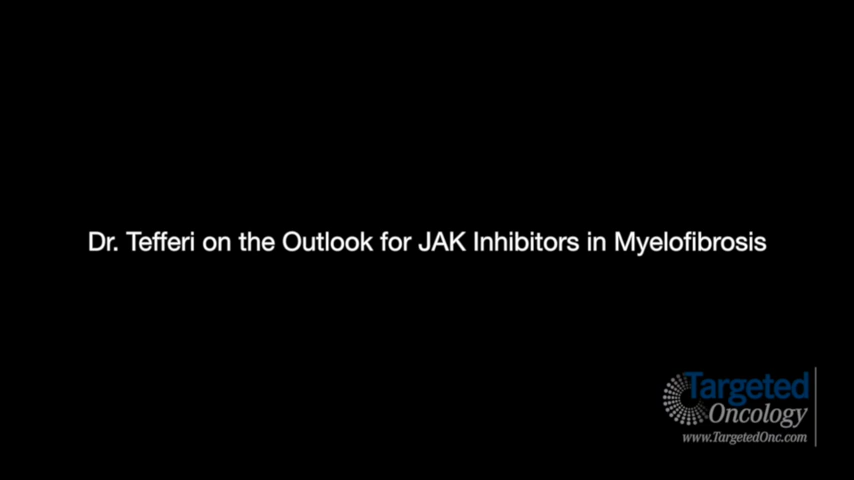 Dr. Tefferi on the Outlook for JAK Inhibitors in Myelofibrosis
Targeted
Oncology
www.TargetedOnc.com